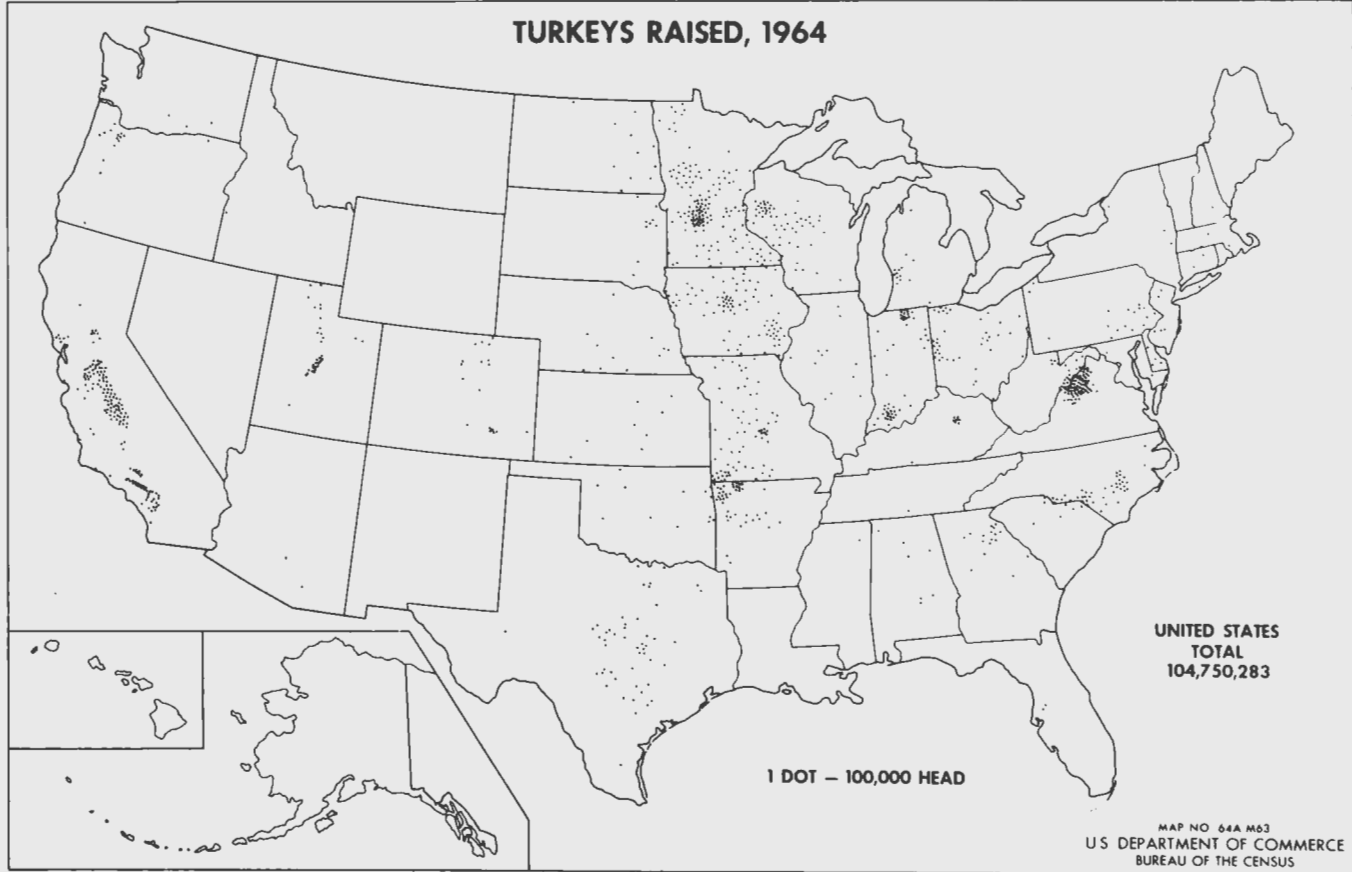 TURKEYS RAISED, 1964
UNITED STATES
TOTAL
104,750,283
1 DOT – 100,000 HEAD
MAP NO 64A M63
U S DEPARTMENT OF COMMERCE
BUREAU OF THE CENSUS